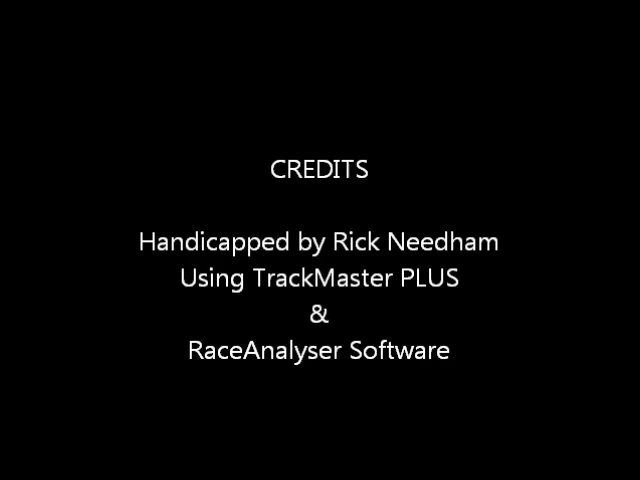 CREDITS
Handicapped by Rick Needham
Using TrackMaster PLUS
&
RaceAnalyser Software